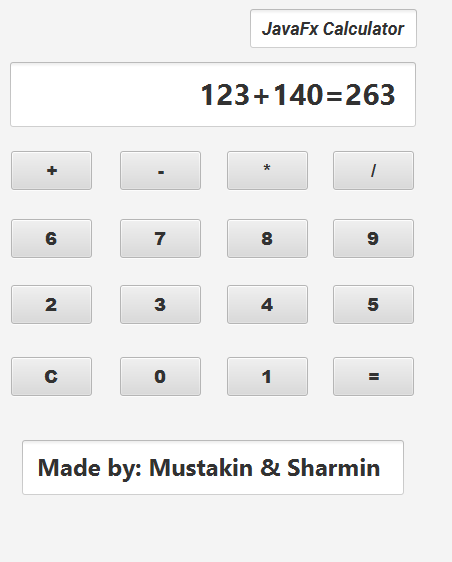 JavaFx Calculator
123+140=263
+ - * /
6 7 8 9
2 3 4 5
C 0 1 =
Made by: Mustakin & Sharmin